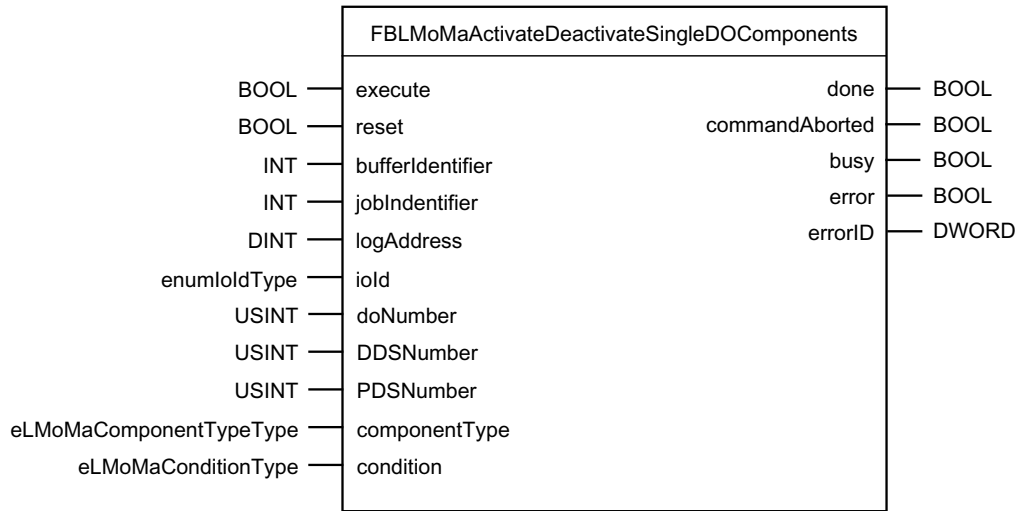 FBLMoMaActivateDeactivateSingleDOComponents
BOOL execute done BOOL
BOOL reset commandAborted BOOL
INT bufferIdentifier busy BOOL
INT jobIndentifier error BOOL
DINT logAddress errorID DWORD
enumIoIdType ioId
USINT doNumber
USINT DDSNumber
USINT PDSNumber
eLMoMaComponentTypeType componentType
eLMoMaConditionType condition